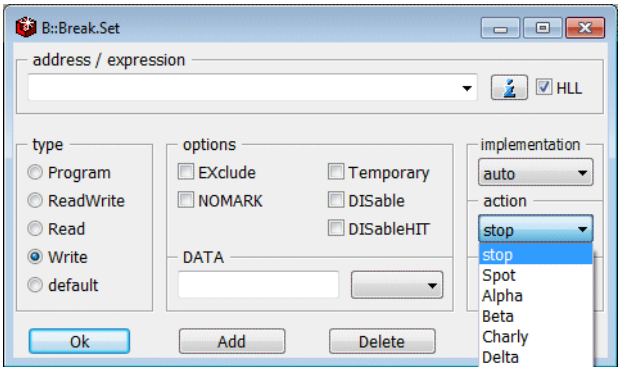 B::Break.Set
address / expression
i HLL
type
Program
ReadWrite
Read
Write
default
options
EXclude
NOMARK
Temporary
DISable
DISableHIT
DATA
implementation
auto
action
stop
stop
Spot
Alpha
Beta
Charly
Delta
Ok Add Delete